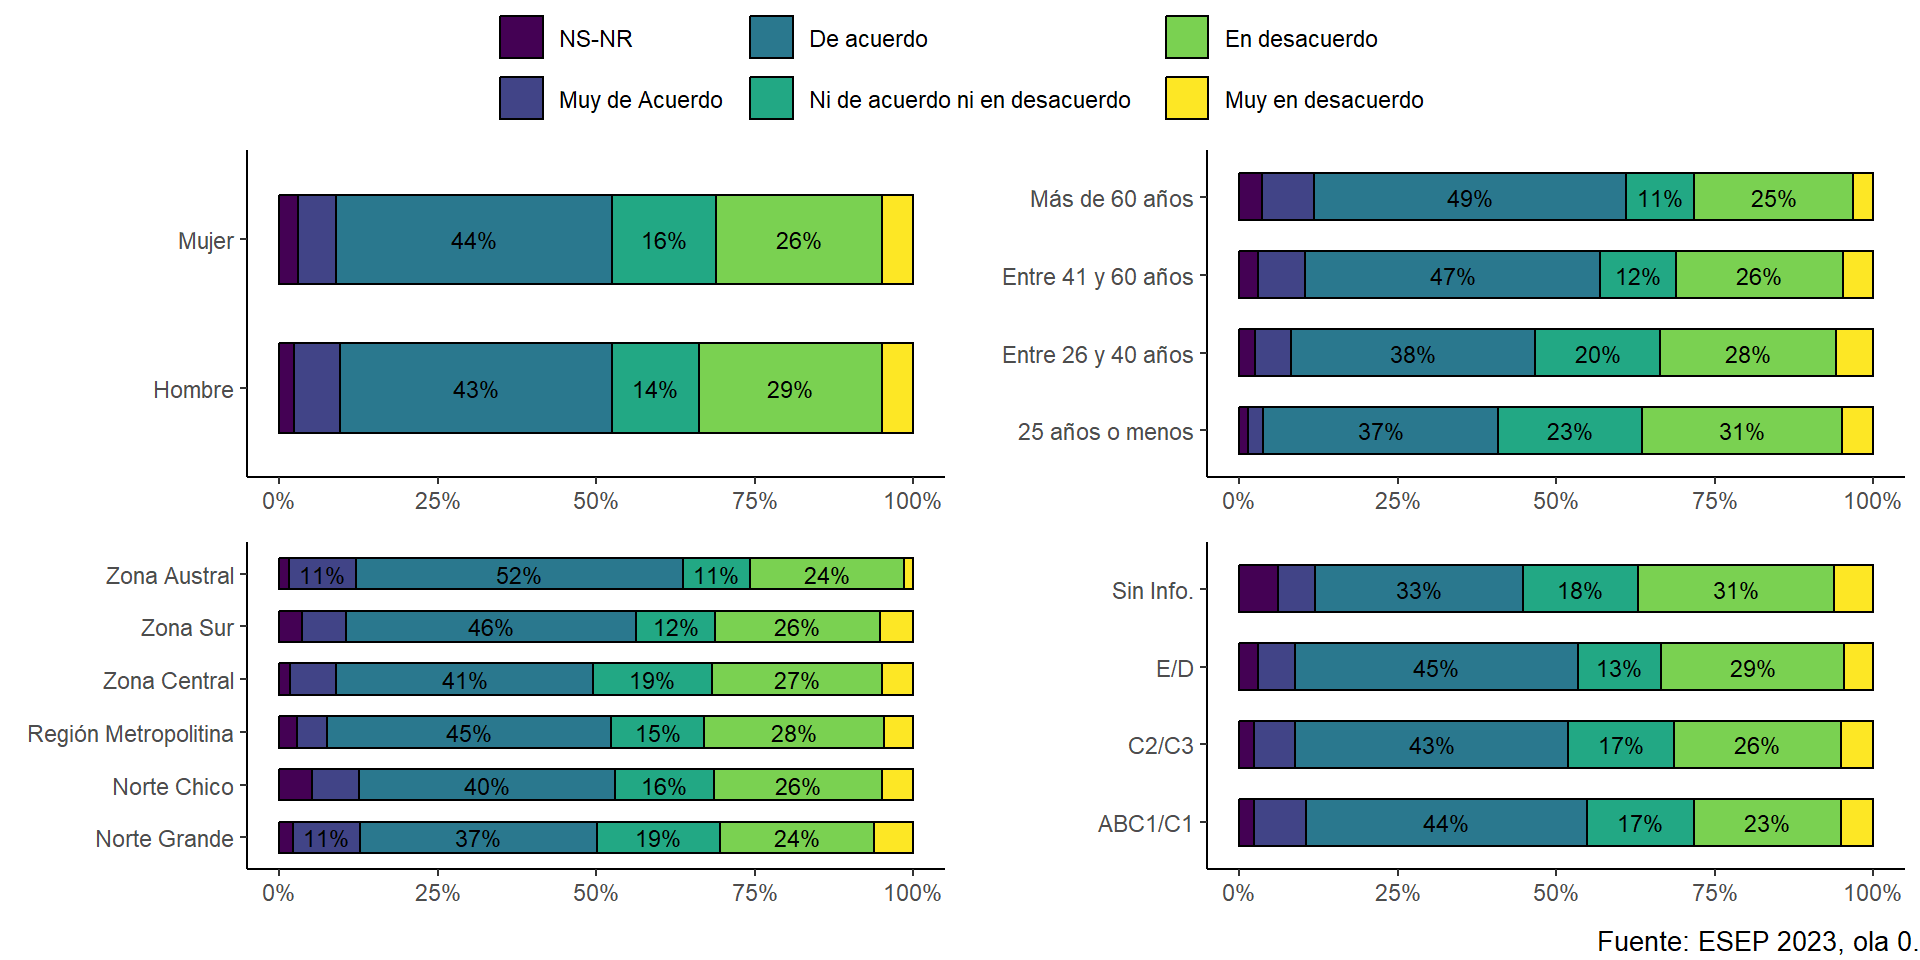 NS-NR De acuerdo En desacuerdo
Muy de Acuerdo Ni de acuerdo ni en desacuerdo Muy en desacuerdo
Mujer 44% 16% 26%
Hombre 43% 14% 29%
0% 25% 50% 75% 100%
Más de 60 años 49% 11% 25%
Entre 41 y 60 años 47% 12% 26%
Entre 26 y 40 años 38% 20% 28%
25 años o menos 37% 23% 31%
0% 25% 50% 75% 100%
Zona Austral 11% 52% 11% 24%
Zona Sur 46% 12% 26%
Zona Central 41% 19% 27%
Región Metropolitina 45% 15% 28%
Norte Chico 40% 16% 26%
Norte Grande 11% 37% 19% 24%
0% 25% 50% 75% 100%
Sin Info. 33% 18% 31%
E/D 45% 13% 29%
C2/C3 43% 17% 26%
ABC1/C1 44% 17% 23%
0% 25% 50% 75% 100%
Fuente: ESEP 2023, ola 0.